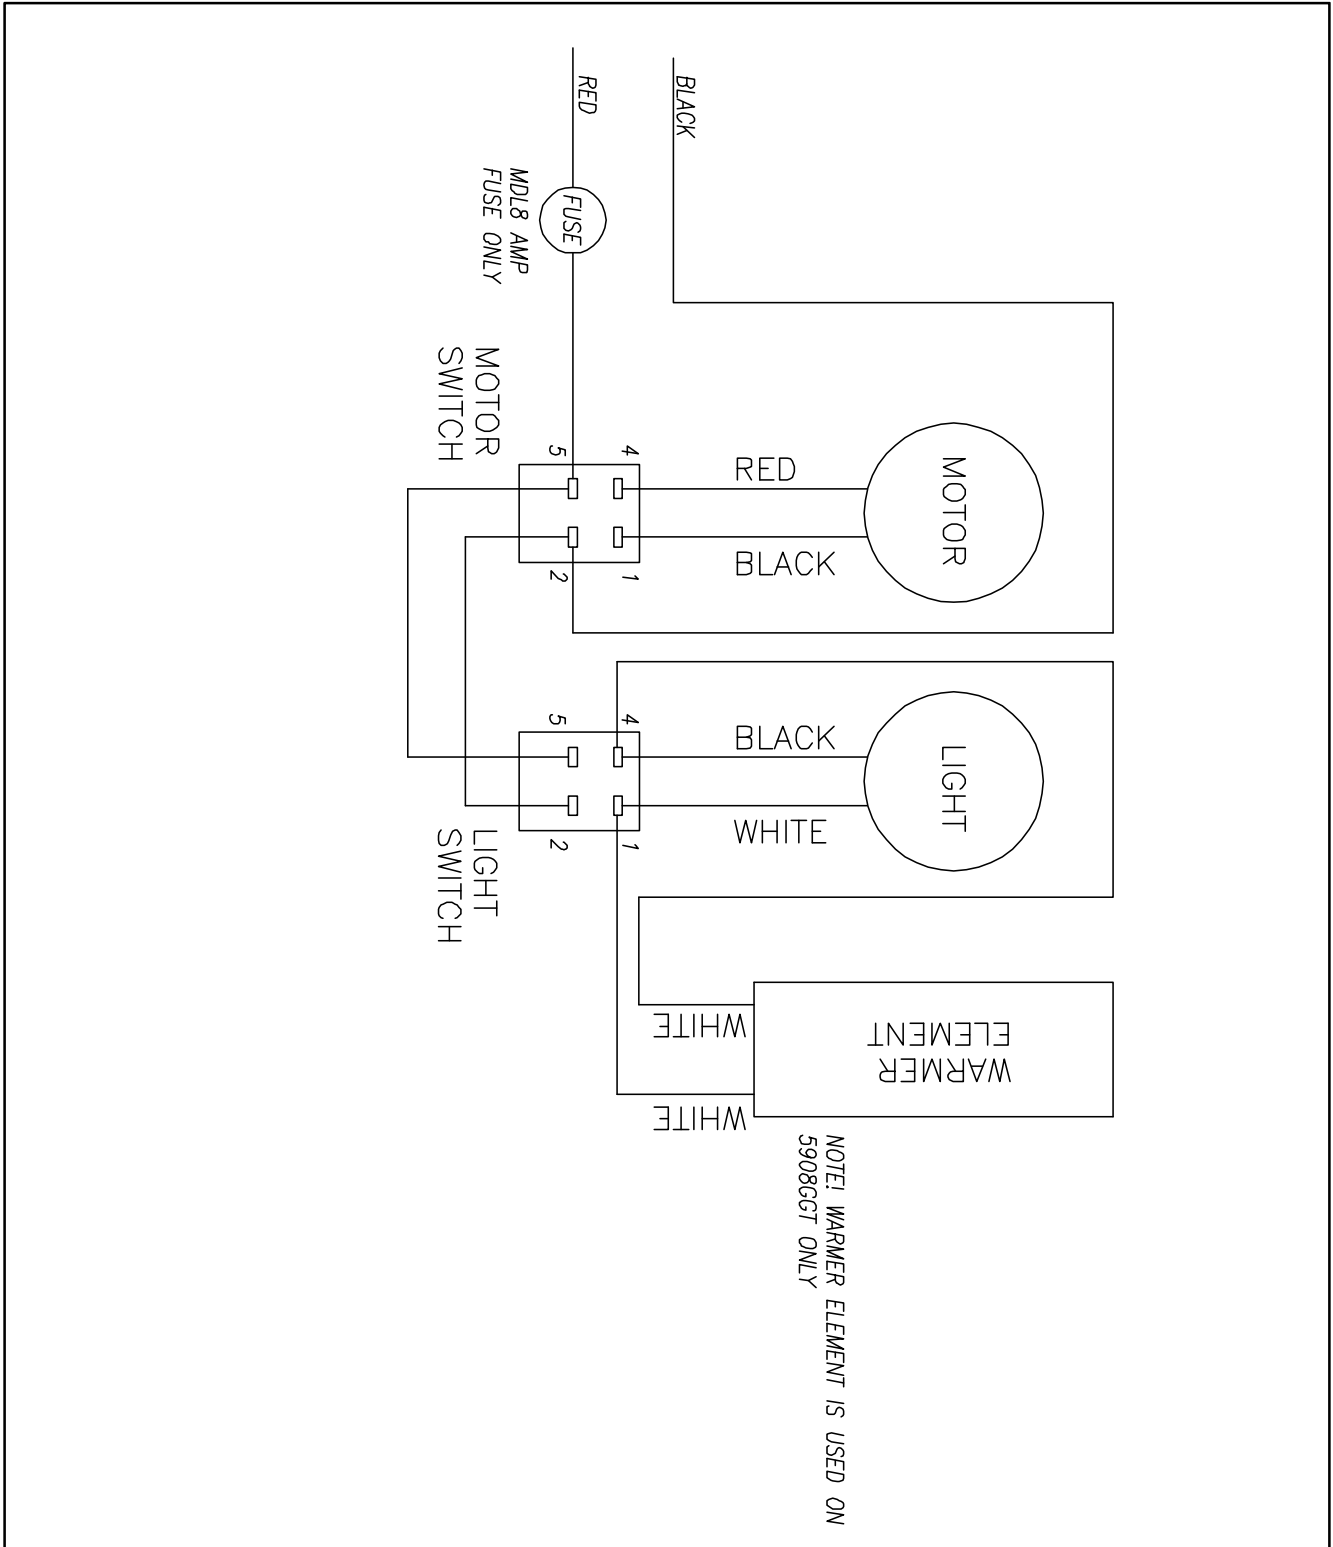 BLACK
RED
FUSE
MDL8 AMP
FUSE ONLY
MOTOR
SWITCH
4
5
1
2
RED
BLACK
MOTOR
4
5
1
2
BLACK
WHITE
LIGHT
LIGHT
SWITCH
WHITE
WHITE
WARMER
ELEMENT
NOTE! WARMER ELEMENT IS USED ON
5908GGT ONLY